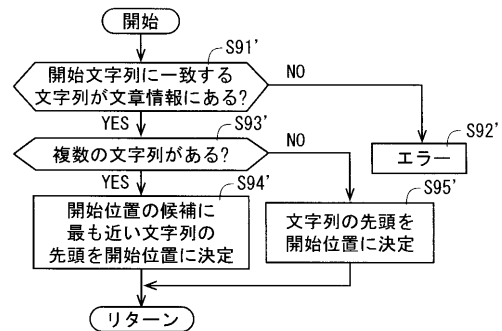 開始
S91'
開始文字列に一致する
文字列が文章情報にある?
NO
YES
S93'
S92'
エラー
複数の文字列がある?
NO
YES
S94'
S95'
開始位置の候補に
最も近い文字列の
先頭を開始位置に決定
文字列の先頭を
開始位置に決定
リターン